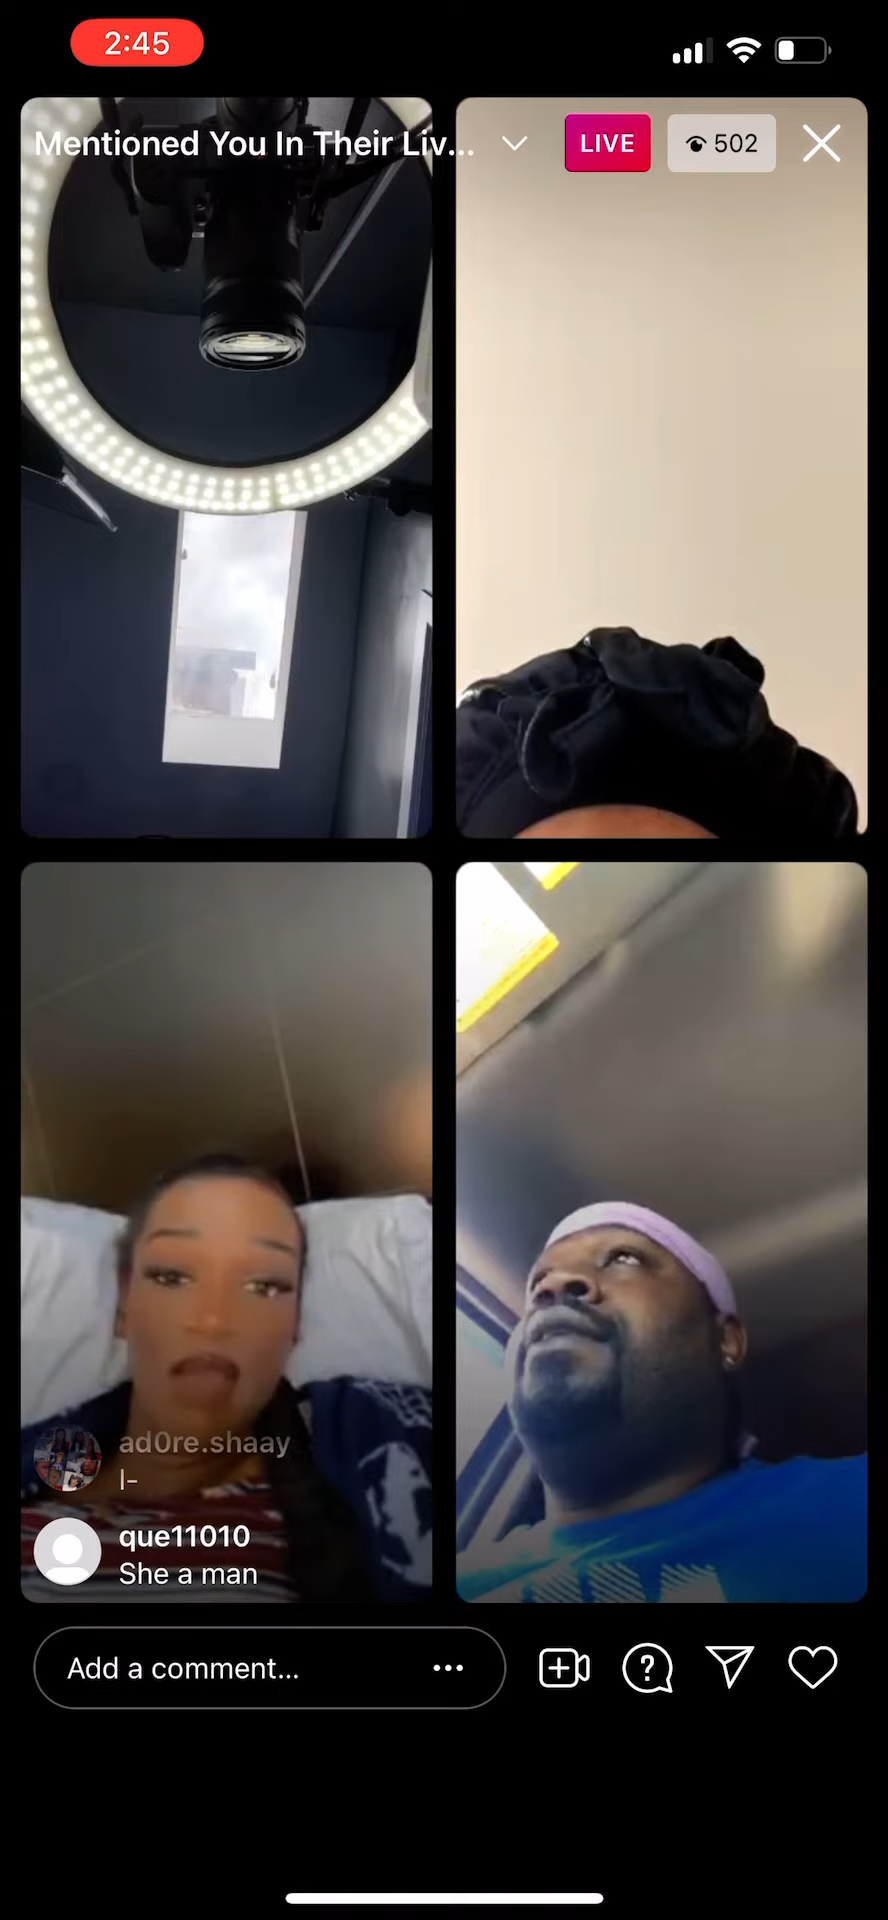 2:45
Mentioned You In Their Liv...
LIVE
502
ad0re.shaay
I-
que11010
She a man
Add a comment...